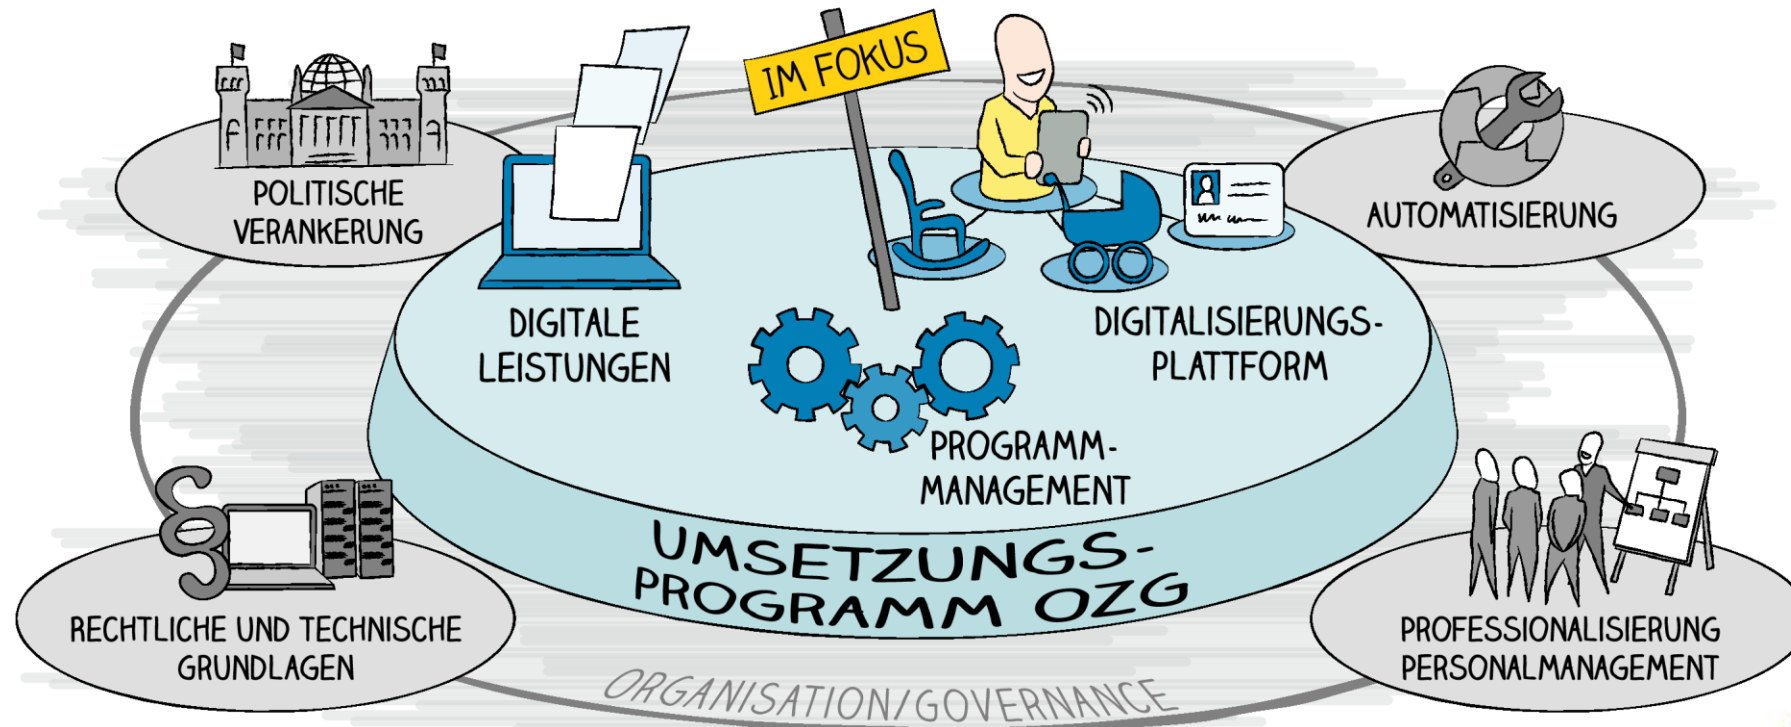 IM FOKUS
POLITISCHE
VERANKERUNG
AUTOMATISIERUNG
DIGITALE
LEISTUNGEN
DIGITALISIERUNGS-
PLATTFORM
PROGRAMM-
MANAGEMENT
UMSETZUNGS-
PROGRAMM OZG
RECHTLICHE UND TECHNISCHE
GRUNDLAGEN
PROFESSIONALISIERUNG
PERSONALMANAGEMENT
ORGANISATION/GOVERNANCE